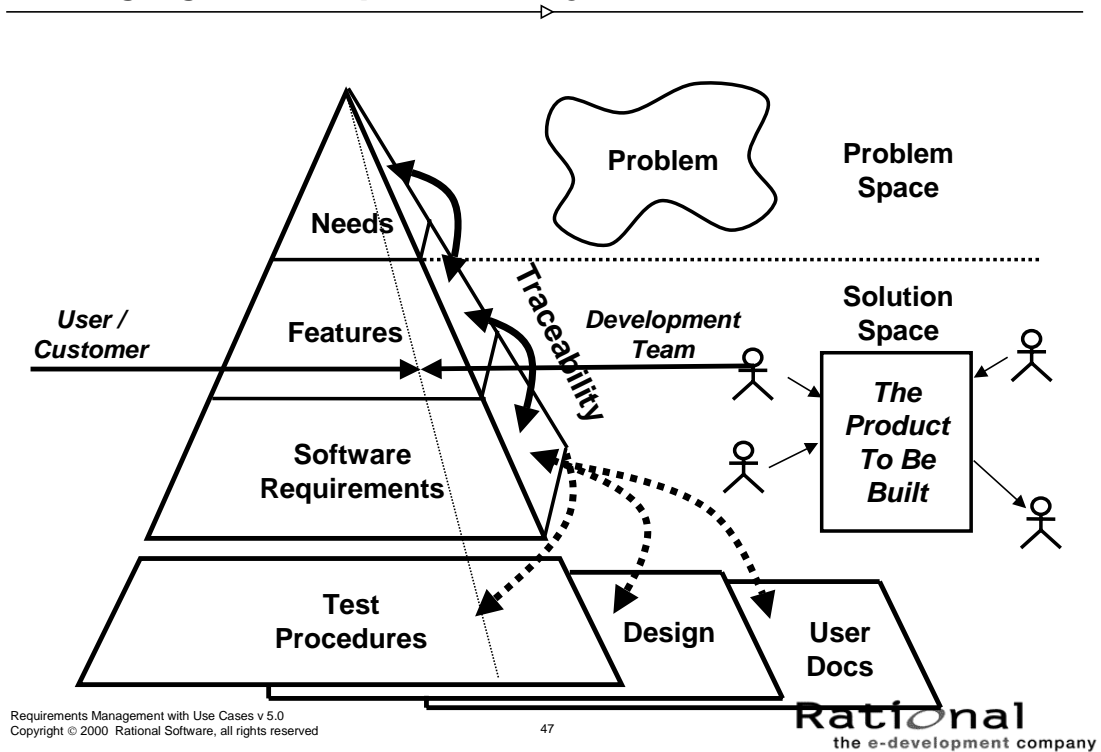 Problem
Problem
Space
Needs
Traceability
Solution
Space
User /
Customer
Features
Development
Team
The
Product
To Be
Built
Software
Requirements
Test
Procedures
Design
User
Docs
Requirements Management with Use Cases v 5.0
Copyright © 2000 Rational Software, all rights reserved
47
Rational
the e-development company